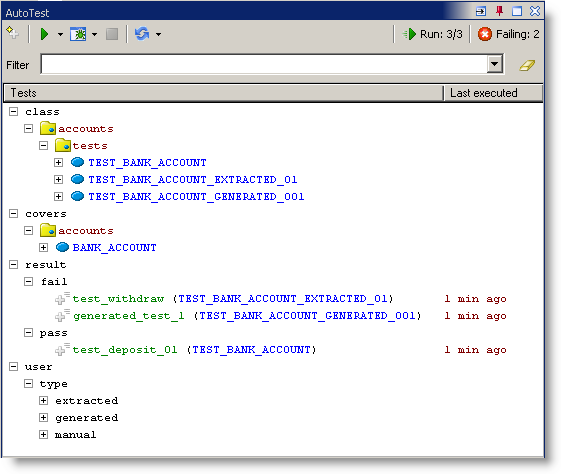 AutoTest
Run: 3/3 Failing: 2
Filter
Tests Last executed
class
accounts
tests
TEST_BANK_ACCOUNT
TEST_BANK_ACCOUNT_EXTRACTED_01
TEST_BANK_ACCOUNT_GENERATED_001
covers
accounts
BANK_ACCOUNT
result
fail
test_withdraw (TEST_BANK_ACCOUNT_EXTRACTED_01) 1 min ago
generated_test_1 (TEST_BANK_ACCOUNT_GENERATED_001) 1 min ago
pass
test_deposit_01 (TEST_BANK_ACCOUNT) 1 min ago
user
type
extracted
generated
manual